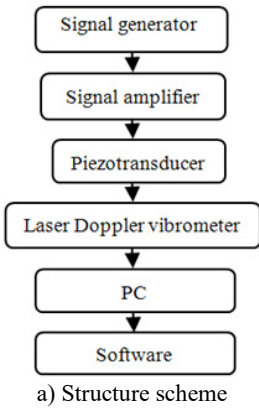 Signal generator
Signal amplifier
Piezotransducer
Laser Doppler vibrometer
PC
Software
a) Structure scheme